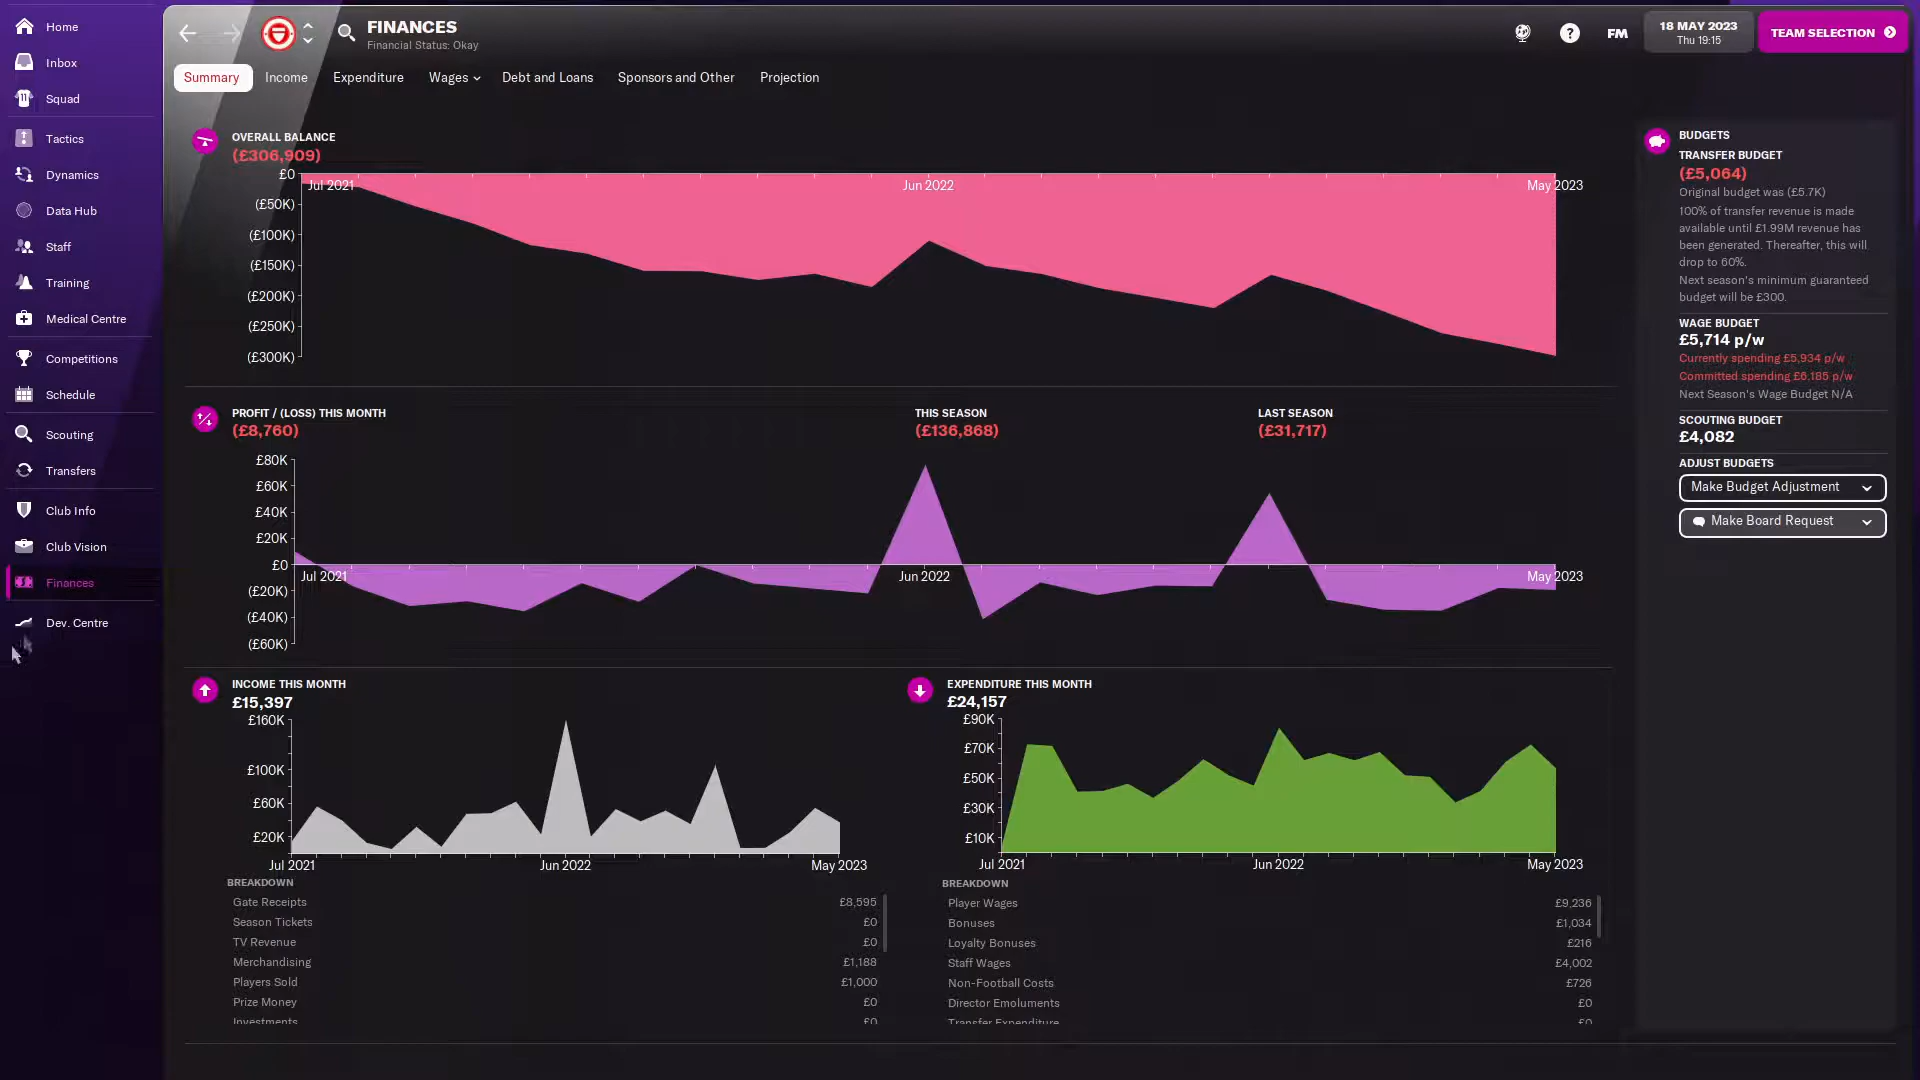 Home
Inbox
Squad
Tactics
Dynamics
Data Hub
Staff
Training
Medical Centre
Competitions
Schedule
Scouting
Transfers
Club Info
Club Vision
Finances
Dev. Centre
FINANCES
Financial Status: Okay
?
FM
18 MAY 2023
Thu 19:15
TEAM SELECTION
Summary
Income
Expenditure
Wages
Debt and Loans
Sponsors and Other
Projection
OVERALL BALANCE
(£306,909)
£0
(£50K)
(£100K)
(£150K)
(£200K)
(£250K)
(£300K)
Jul 2021
Jun 2022
May 2023
PROFIT / (LOSS) THIS MONTH
(£8,760)
THIS SEASON
(£136,868)
LAST SEASON
(£31,717)
£80K
£60K
£40K
£20K
£0
(£20K)
(£40K)
(£60K)
Jul 2021
Jun 2022
May 2023
INCOME THIS MONTH
£15,397
£160K
£100K
£60K
£20K
Jul 2021
Jun 2022
May 2023
BREAKDOWN
Gate Receipts £8,595
Season Tickets £0
TV Revenue £0
Merchandising £1,188
Players Sold £1,000
Prize Money £0
Investments £0
EXPENDITURE THIS MONTH
£24,157
£90K
£70K
£50K
£30K
£10K
Jul 2021
Jun 2022
May 2023
BREAKDOWN
Player Wages £9,236
Bonuses £1,034
Loyalty Bonuses £216
Staff Wages £4,002
Non-Football Costs £726
Director Emoluments £0
Transfer Expenditure £0
BUDGETS
TRANSFER BUDGET
(£5,064)
Original budget was (£5.7K)
100% of transfer revenue is made
available until £1.99M revenue has
been generated. Thereafter, this will
drop to 60%.
Next season's minimum guaranteed
budget will be £300.
WAGE BUDGET
£5,714 p/w
Currently spending £5,934 p/w
Committed spending £6,185 p/w
Next Season's Wage Budget N/A
SCOUTING BUDGET
£4,082
ADJUST BUDGETS
Make Budget Adjustment
Make Board Request